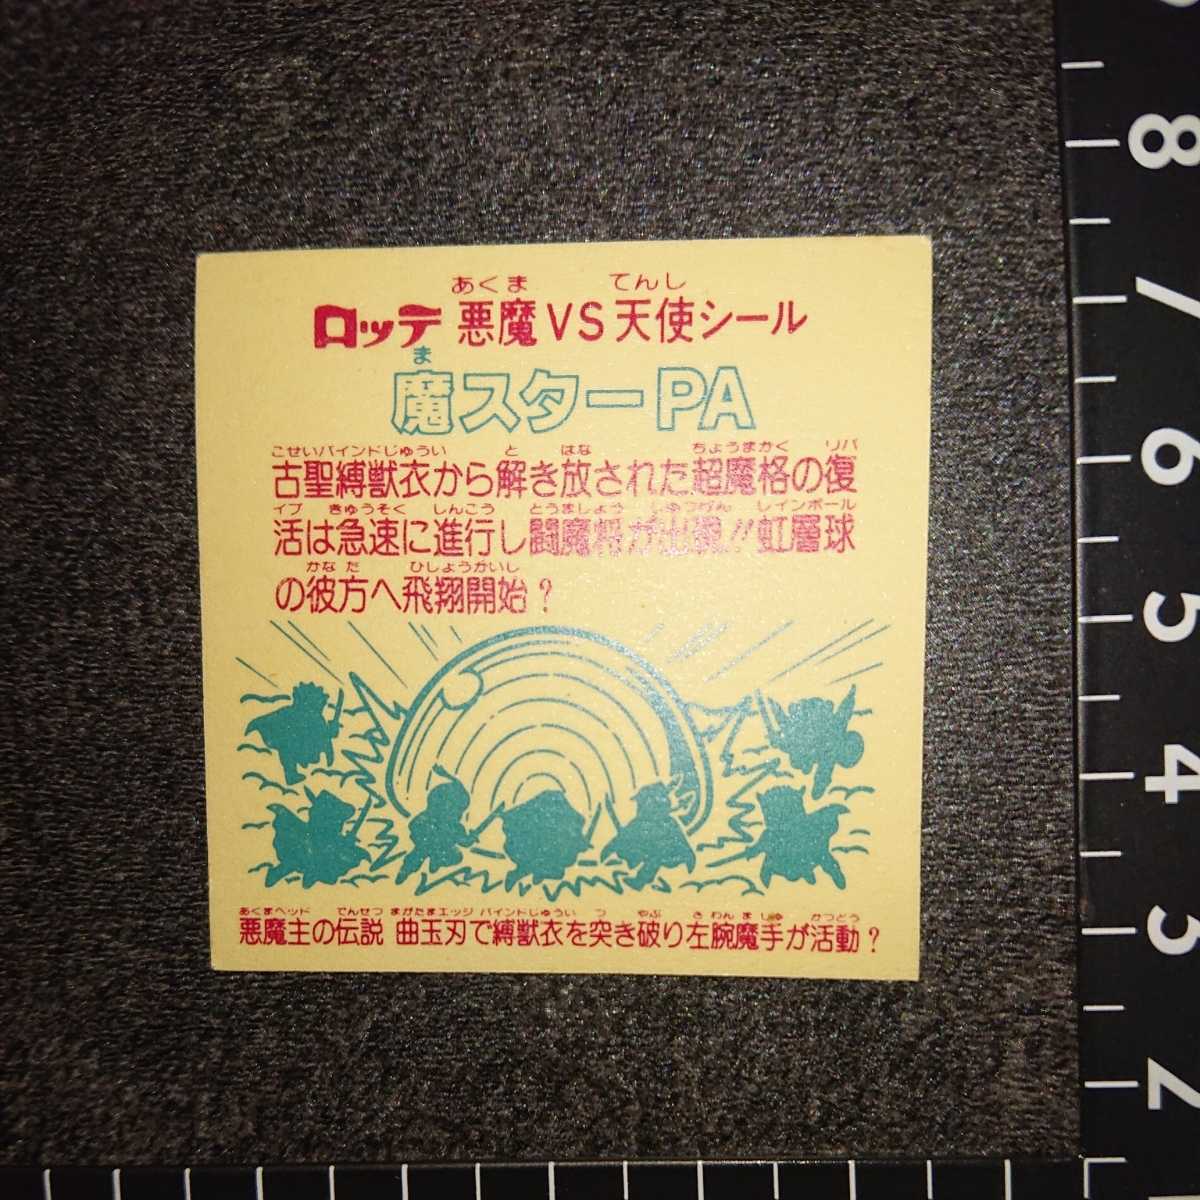 あくま てんし
ロッテ 悪魔VS天使シール
ま
魔スターPA
こせいバインドじゅうい と はな ちょうまかく リバ
古聖縛獣衣から解き放された超魔格の復
イブ きゅうそく しんこう とうましょう しゅつげん レインボール
活は急速に進行し闘魔将が出現!!虹層球
かなた ひしょうかいし
の彼方へ飛翔開始?
あくまヘッド でんせつ まがたまエッジ バインドじゅうい つ やぶ さわんましゅ かつどう
悪魔主の伝説 曲玉刃で縛獣衣を突き破り左腕魔手が活動?
8
7
6
5
4
3
2